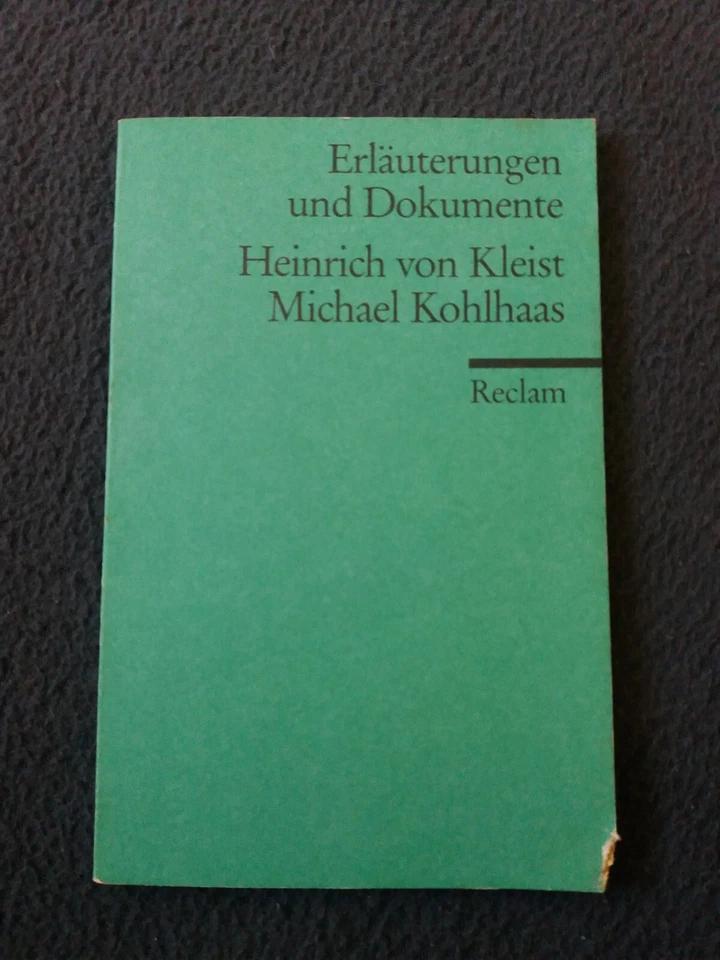 Erläuterungen
und Dokumente
Heinrich von Kleist
Michael Kohlhaas
Reclam